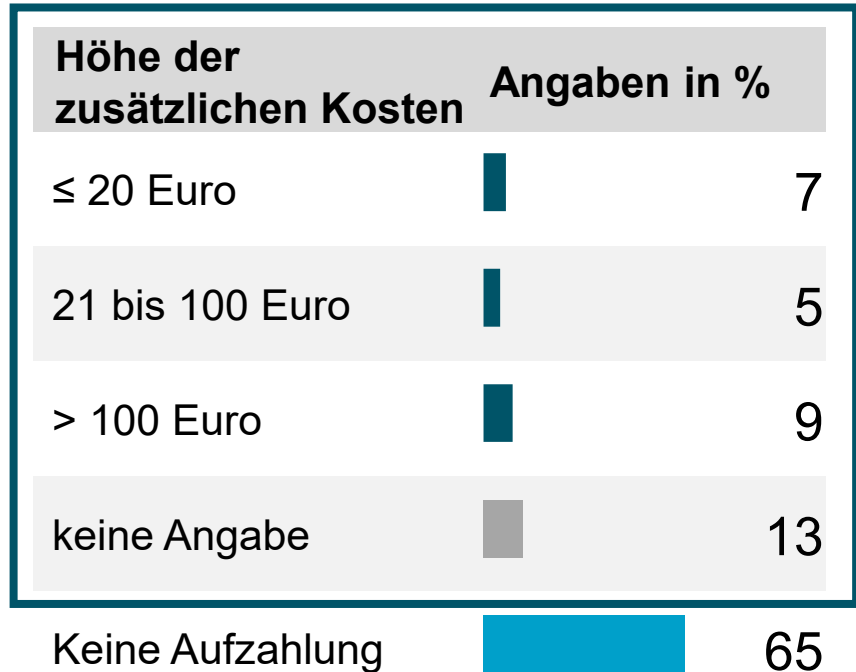 Höhe der
zusätzlichen Kosten
Angaben in %
≤ 20 Euro 7
21 bis 100 Euro 5
> 100 Euro 9
keine Angabe 13
Keine Aufzahlung 65